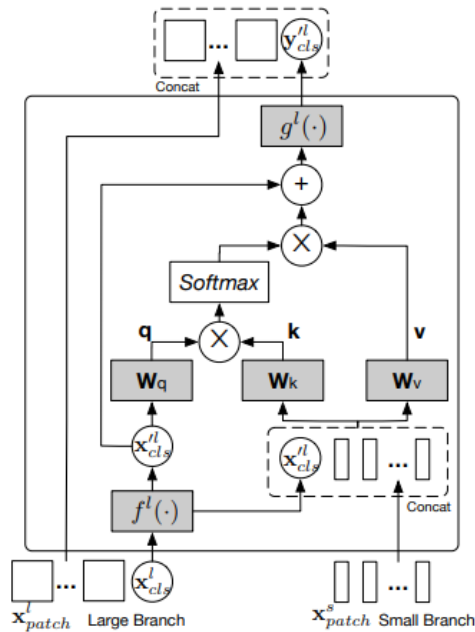 ... y'^l_cls
Concat
g^l(·)
+
X
Softmax
q X k v
W_q W_k W_v
x'^l_cls x'^l_cls ...
Concat
f^l(·)
... x^l_cls ...
x^l_patch Large Branch x^s_patch Small Branch